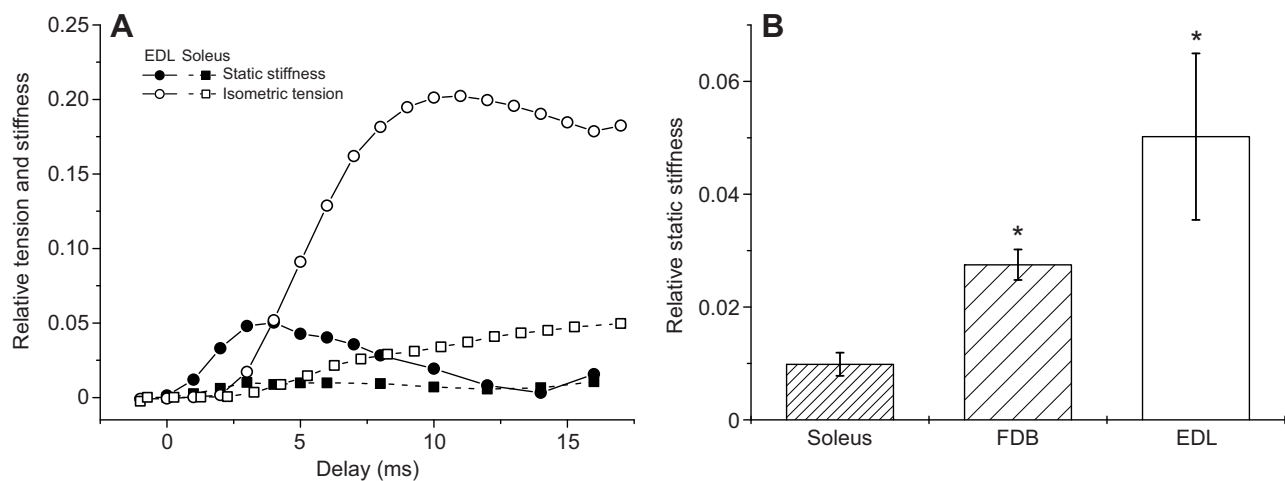 A
0.25
0.20
0.15
0.10
0.05
0
Relative tension and stiffness
EDL Soleus
Static stiffness
Isometric tension
0
5
10
15
Delay (ms)
B
0.06
0.04
0.02
0
Relative static stiffness
*
*
Soleus
FDB
EDL